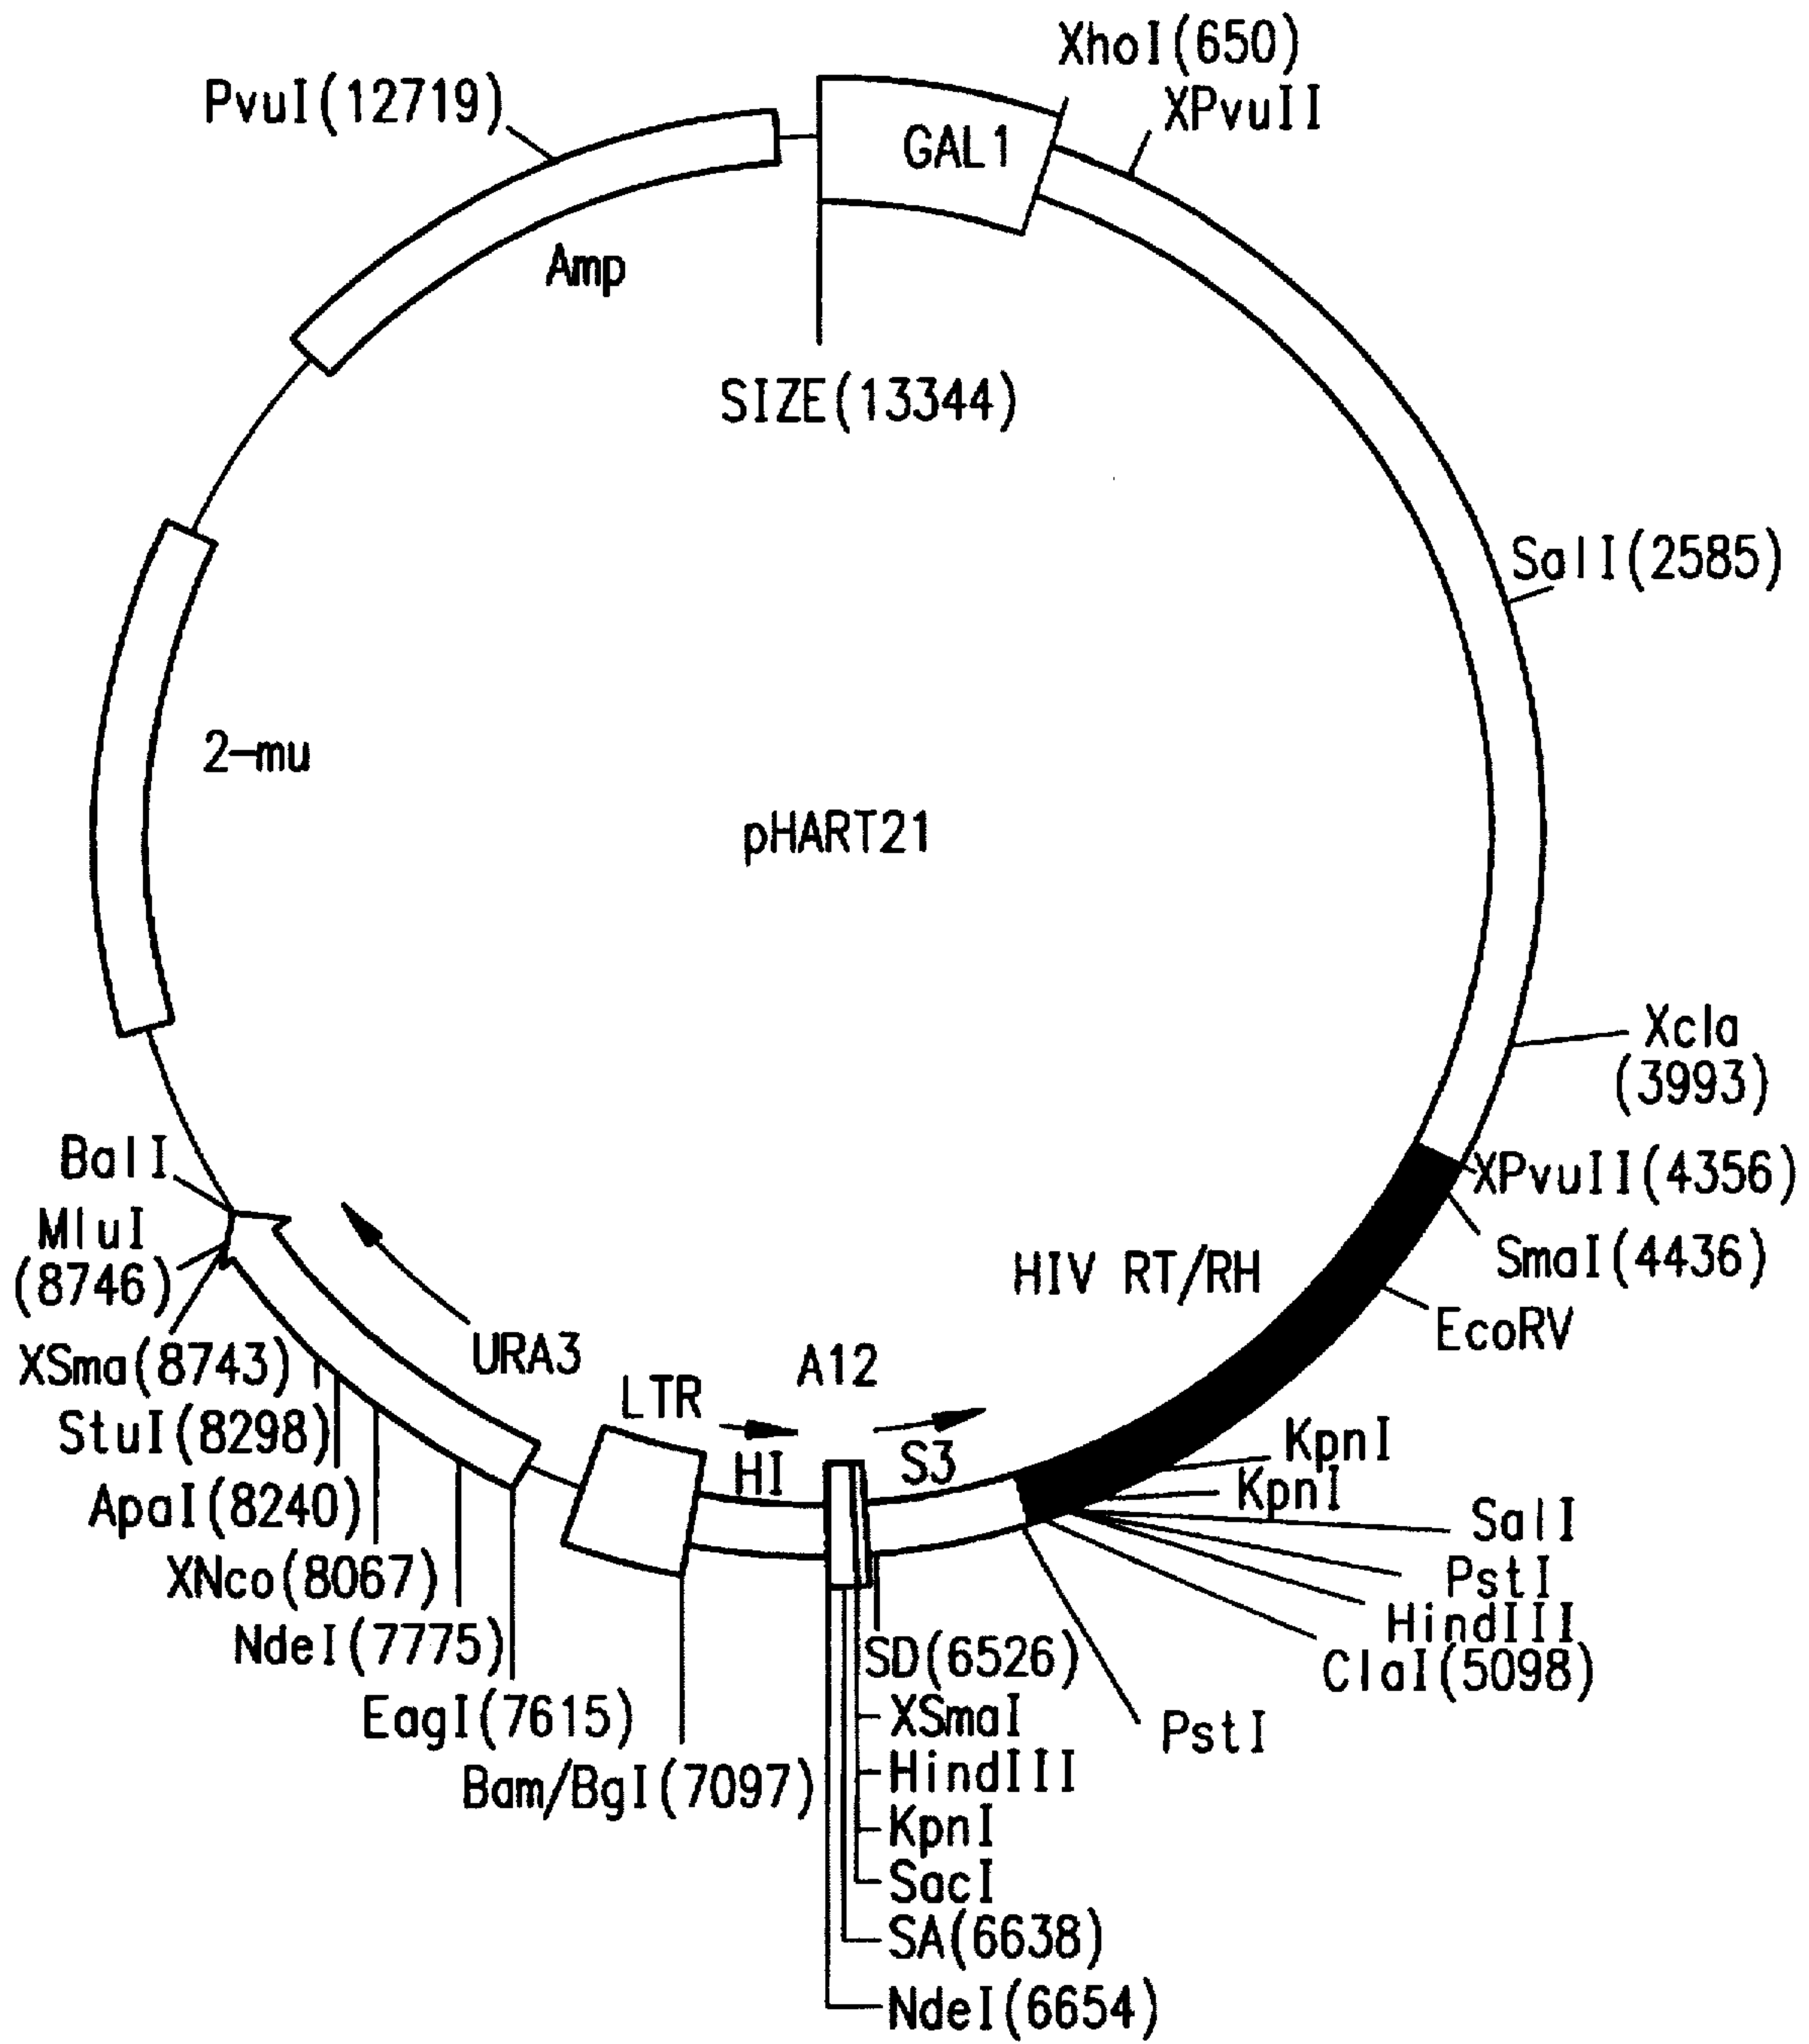 XhoI(650)
XPvuII
PvuI(12719)
GAL1
Amp
SIZE(13344)
SalI(2585)
2-mu
pHART21
Xcla
(3993)
BalI
XPvuII(4356)
MluI
(8746)
SmaI(4436)
HIV RT/RH
EcoRV
XSma(8743)
URA3
A12
LTR
StuI(8298)
KpnI
S3
HI
KpnI
ApaI(8240)
SalI
XNco(8067)
PstI
HindIII
NdeI(7775)
SD(6526)
ClaI(5098)
EagI(7615)
XSmaI
PstI
Bam/BgI(7097)
HindIII
KpnI
SacI
SA(6638)
NdeI(6654)